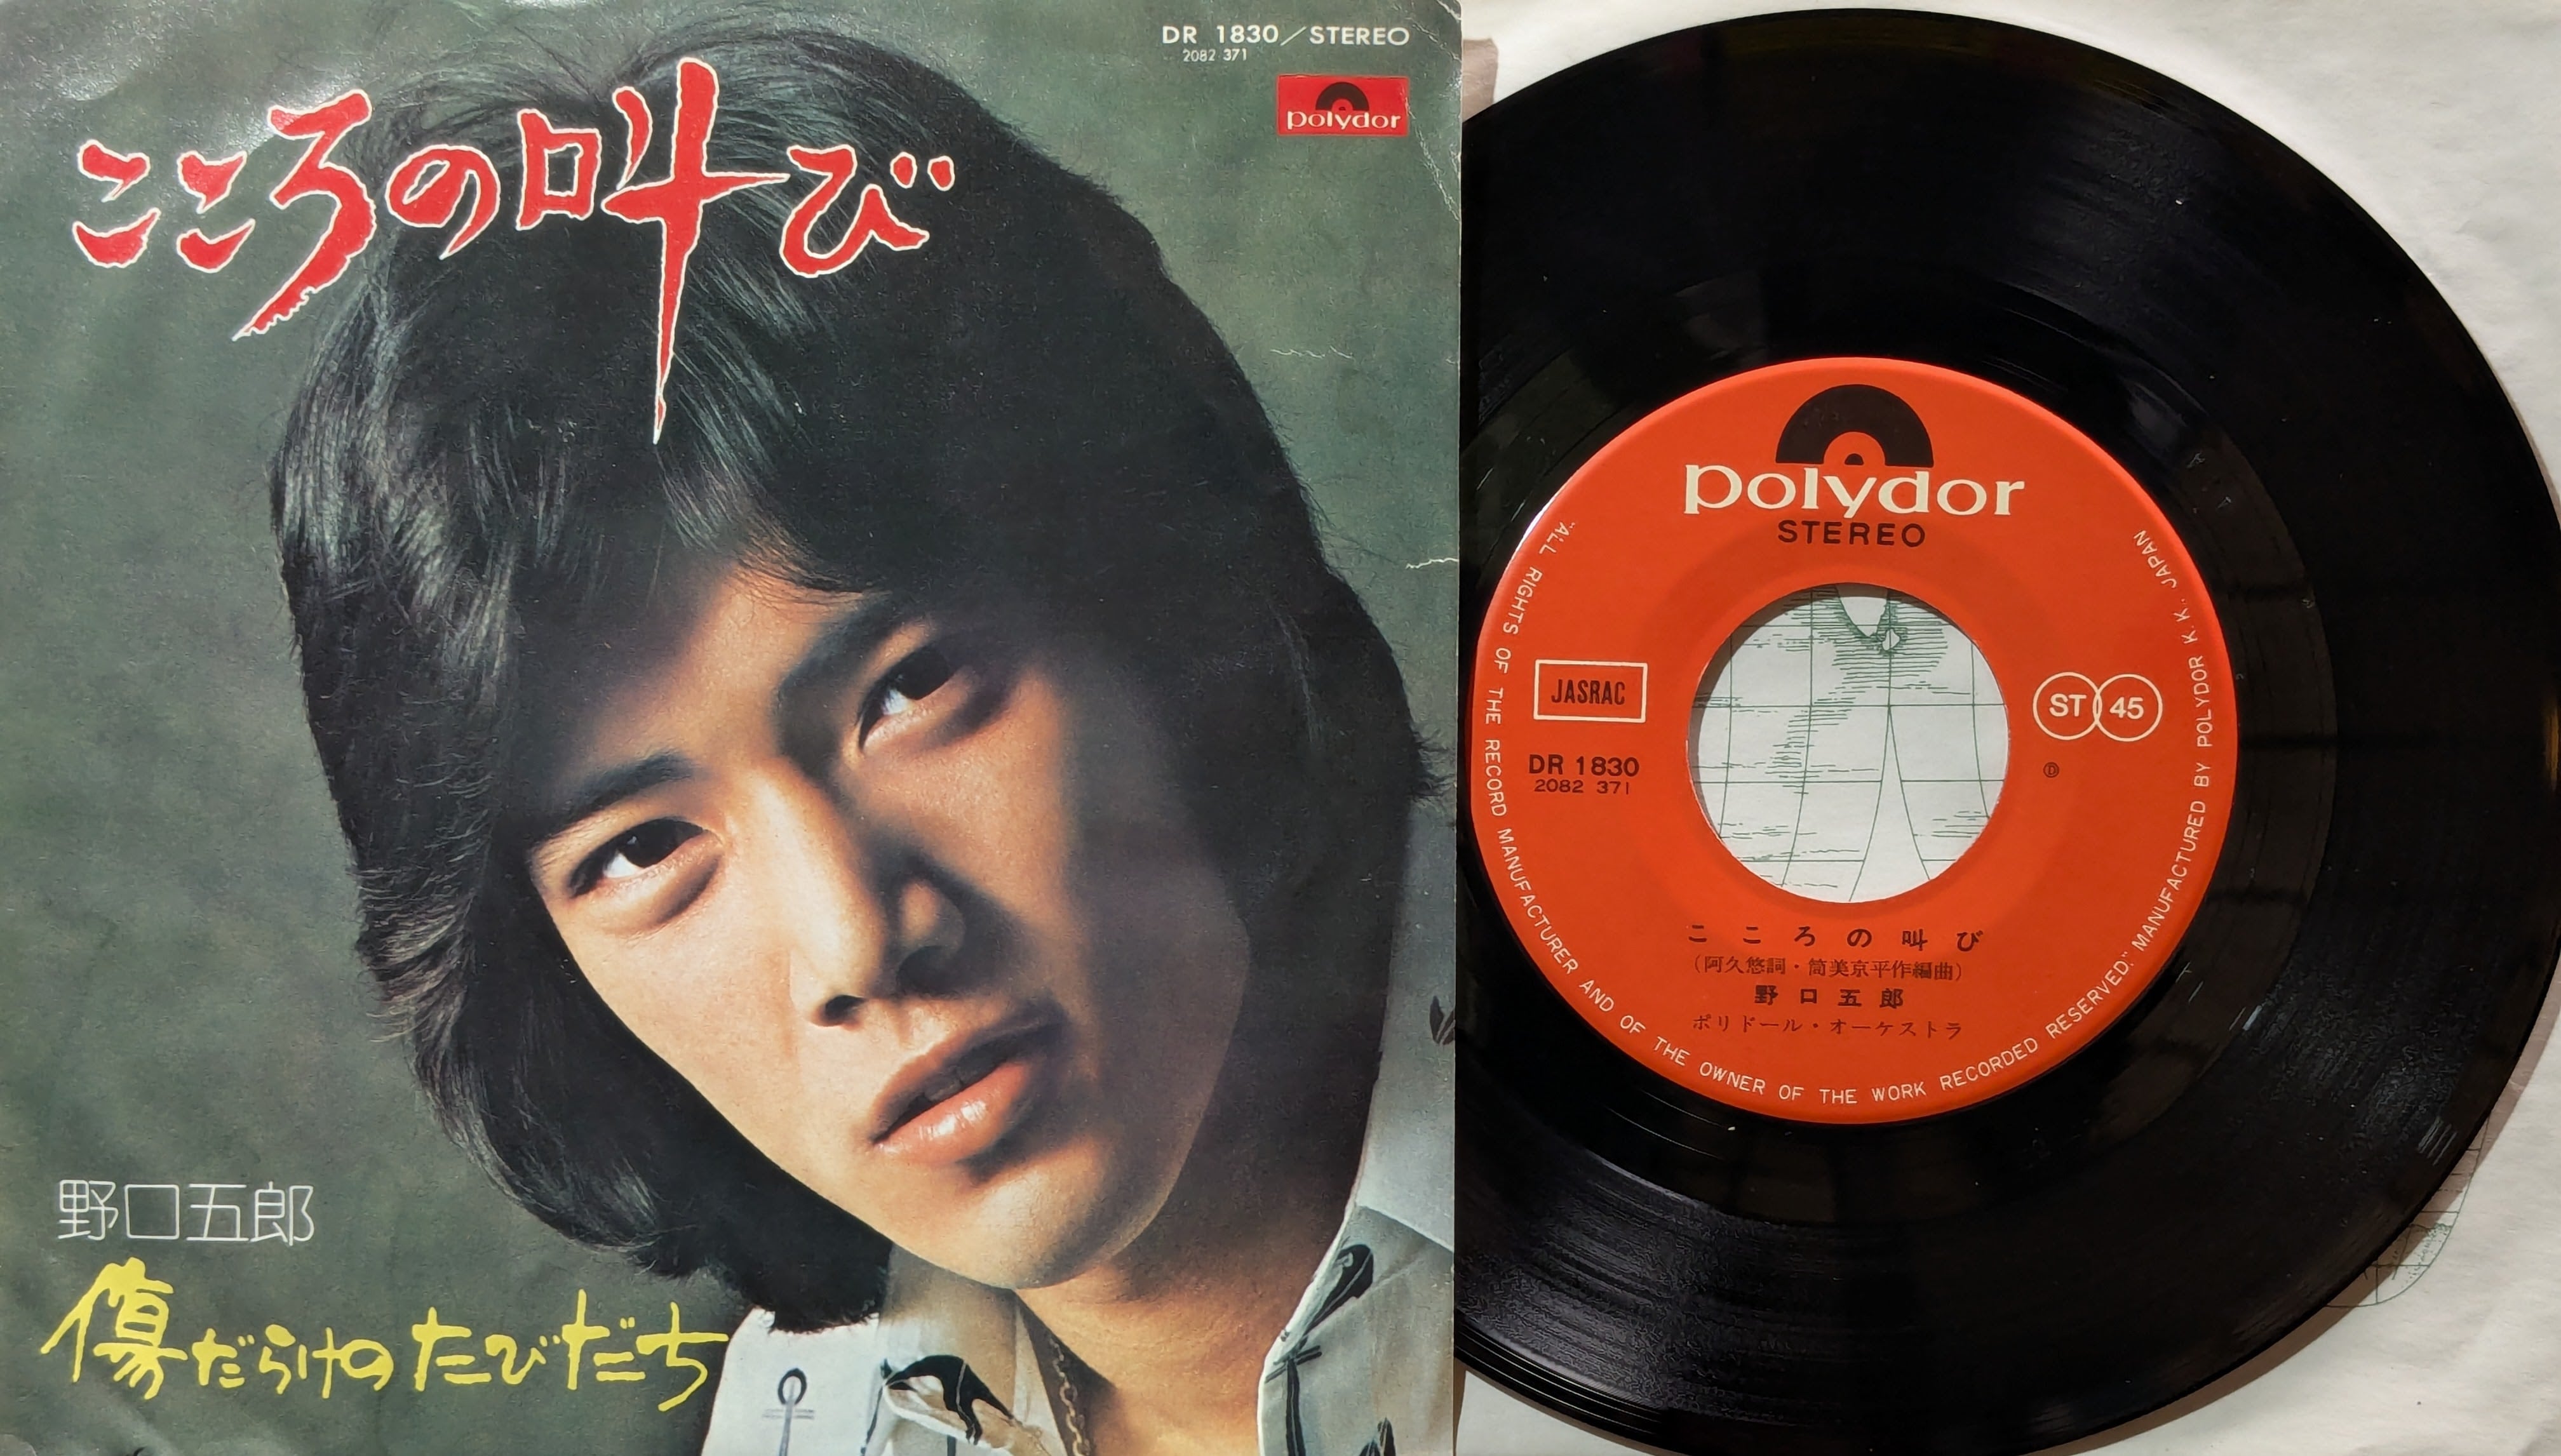 DR 1830／STEREO
2082 371
polydor
こころの叫び
野口五郎
傷だらけのたびだち
polydor
STEREO
JASRAC
ST 45
DR 1830
2082 371
Ⓓ
こころの叫び
(阿久悠詞・筒美京平作編曲)
野口五郎
ポリドール・オーケストラ
"ALL RIGHTS OF THE RECORD MANUFACTURER AND OF THE OWNER OF THE WORK RECORDED RESERVED." MANUFACTURED BY POLYDOR K.K., JAPAN